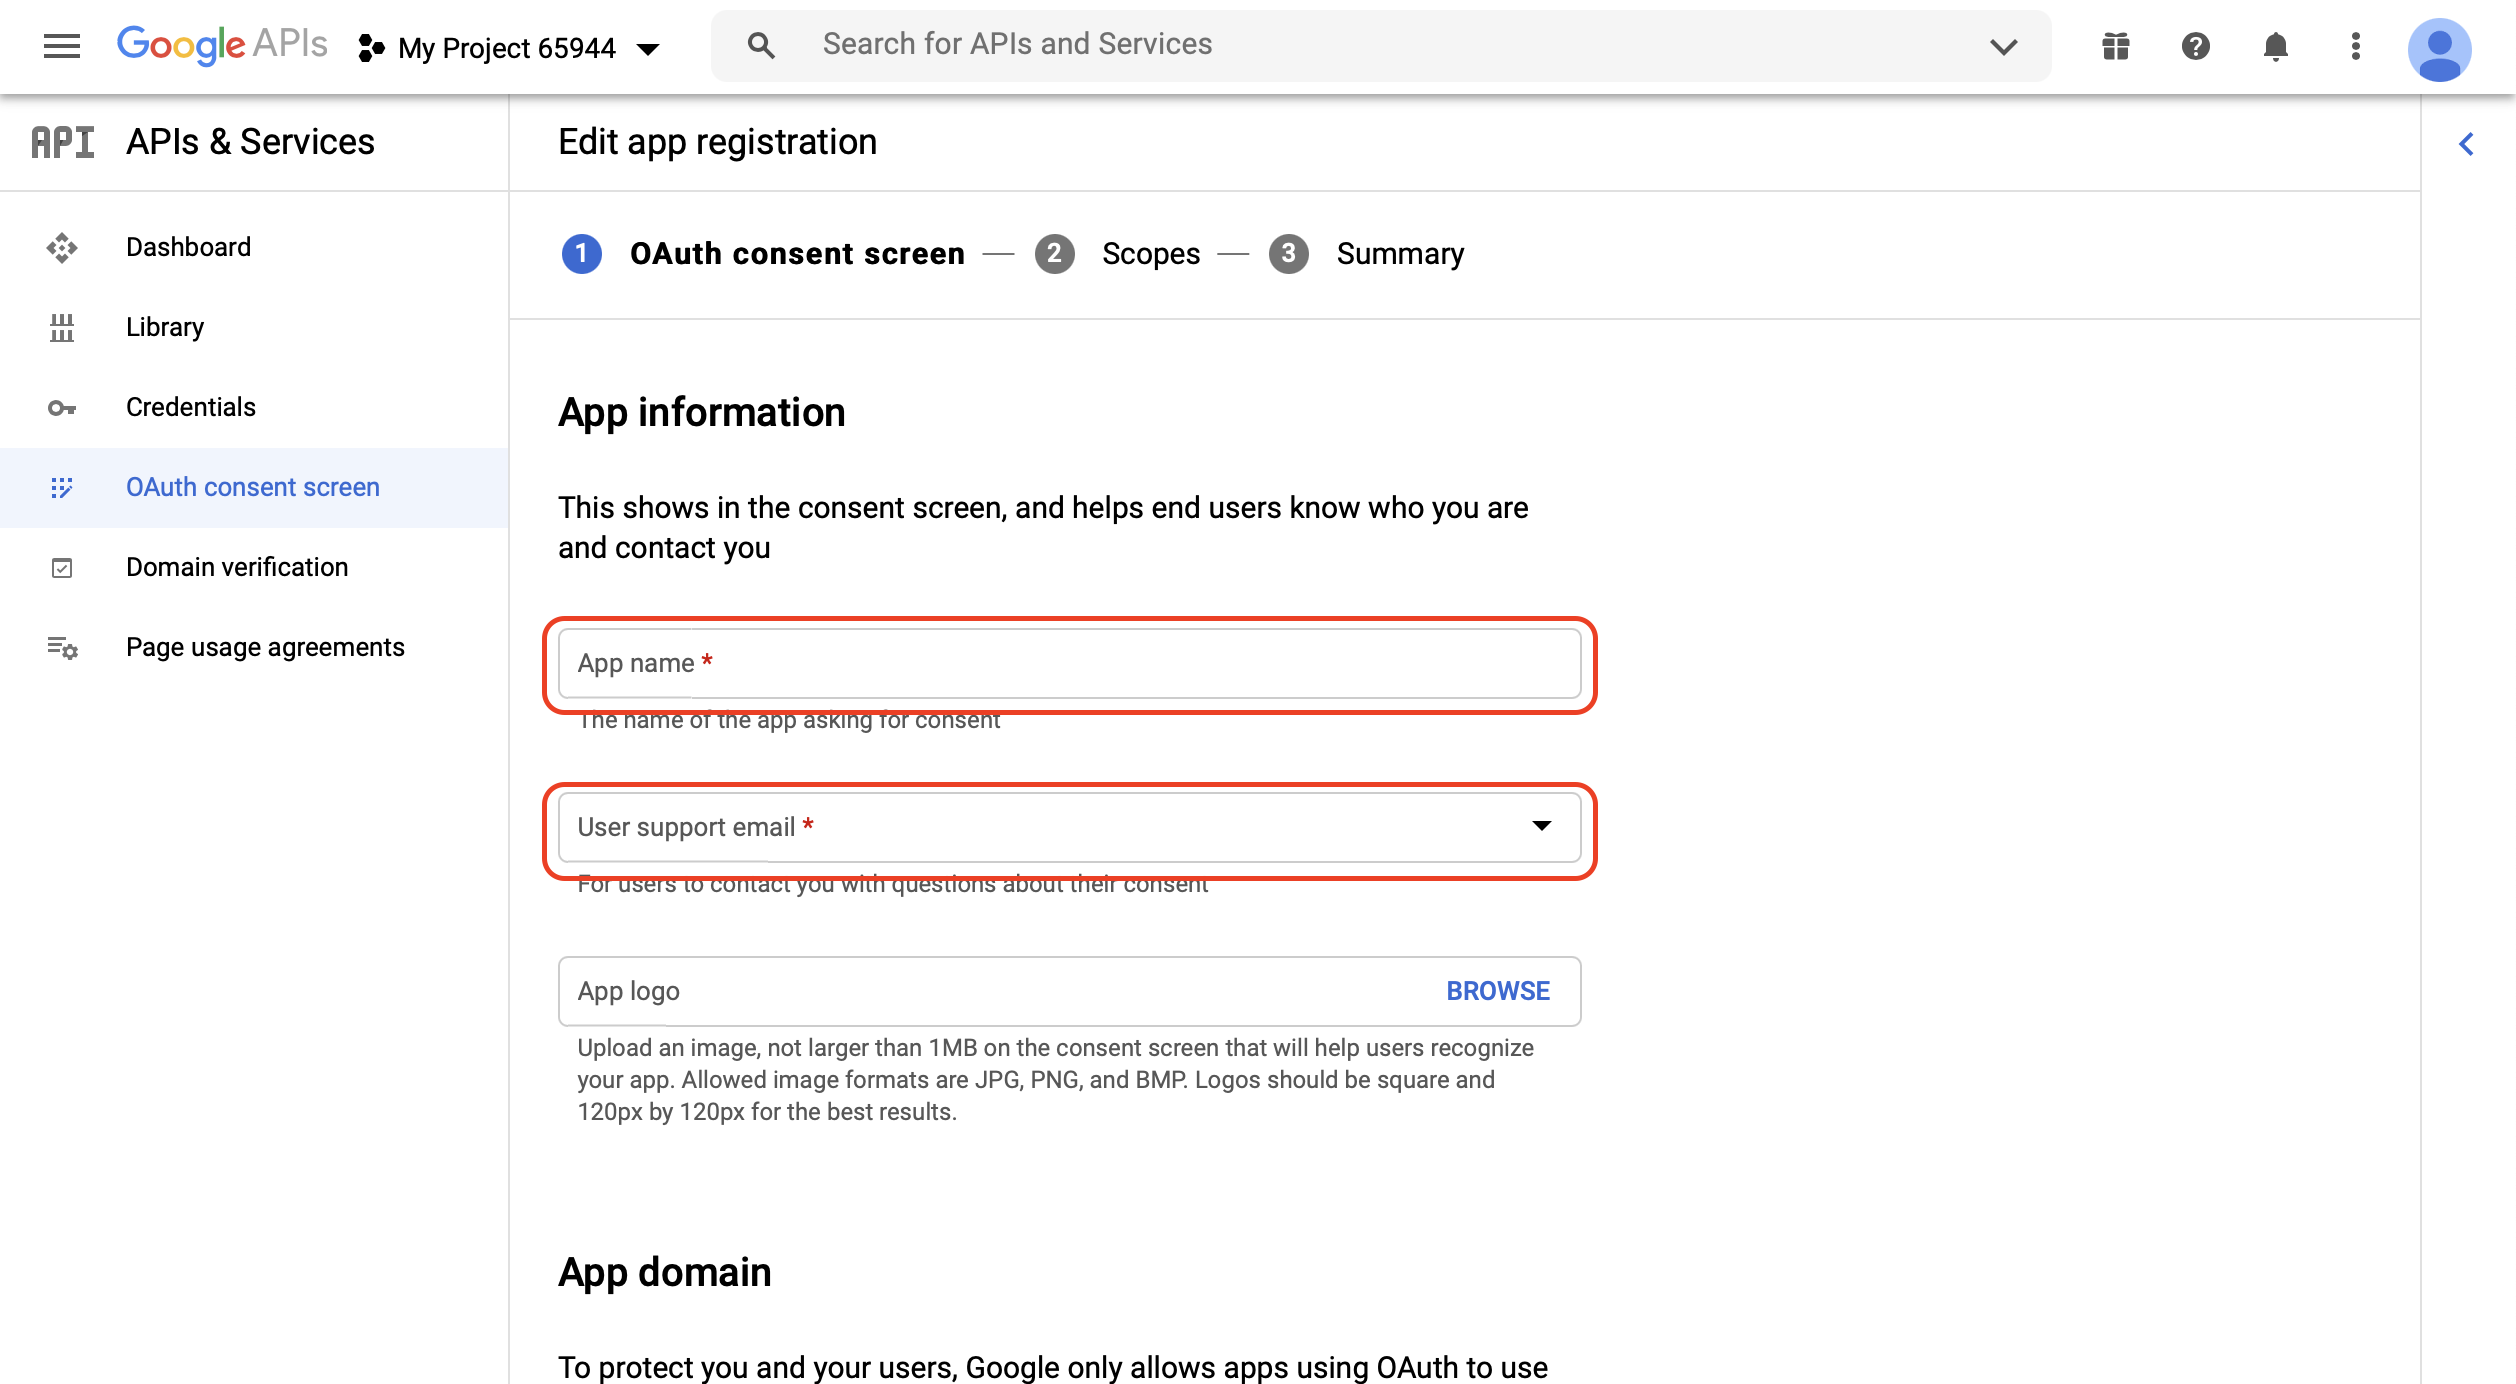 Google APIs
My Project 65944
Search for APIs and Services
API APIs & Services
Edit app registration
Dashboard
Library
Credentials
OAuth consent screen
Domain verification
Page usage agreements
1 OAuth consent screen — 2 Scopes — 3 Summary
App information
This shows in the consent screen, and helps end users know who you are
and contact you
App name *
The name of the app asking for consent
User support email *
For users to contact you with questions about their consent
App logo
BROWSE
Upload an image, not larger than 1MB on the consent screen that will help users recognize
your app. Allowed image formats are JPG, PNG, and BMP. Logos should be square and
120px by 120px for the best results.
App domain
To protect you and your users, Google only allows apps using OAuth to use